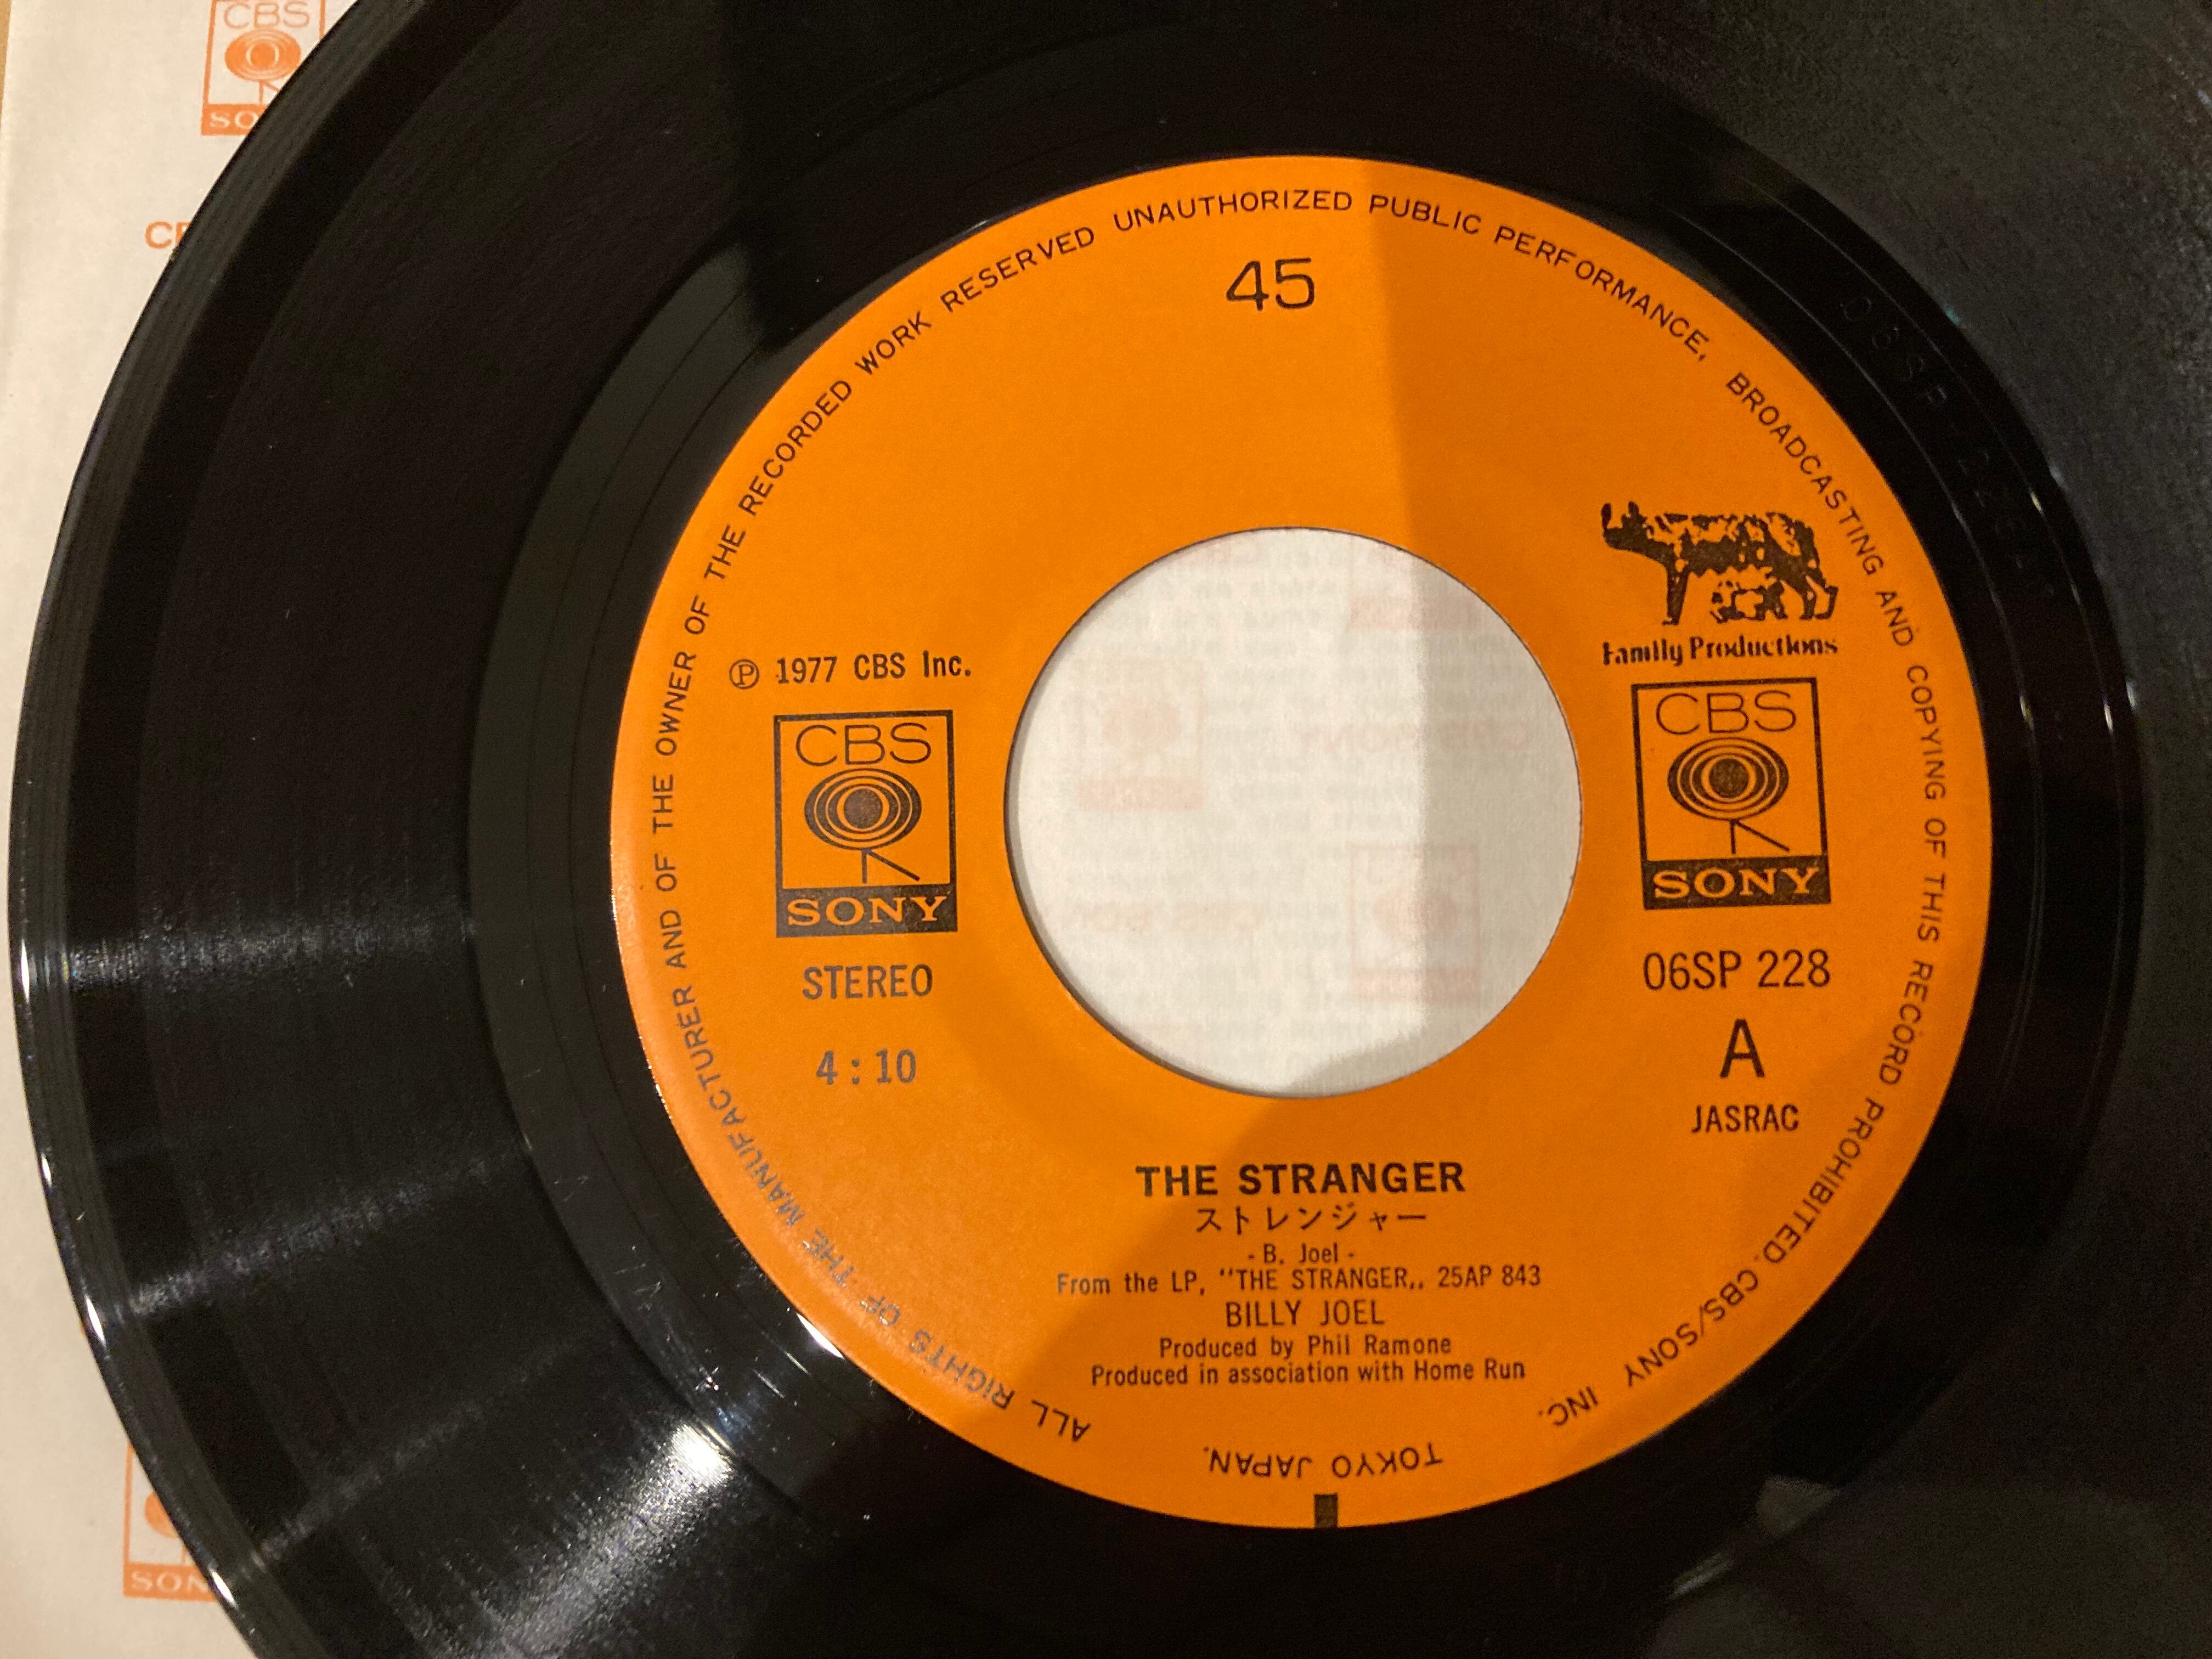 CBS
SONY
45
ALL RIGHTS OF THE MANUFACTURER AND OF THE OWNER OF THE RECORDED WORK RESERVED UNAUTHORIZED PUBLIC PERFORMANCE, BROADCASTING AND COPYING OF THIS RECORD PROHIBITED. CBS/SONY INC.
TOKYO JAPAN.
Family Productions
℗ 1977 CBS Inc.
CBS
SONY
STEREO
4:10
CBS
SONY
06SP 228
A
JASRAC
THE STRANGER
ストレンジャー
- B. Joel -
From the LP, "THE STRANGER„ 25AP 843
BILLY JOEL
Produced by Phil Ramone
Produced in association with Home Run